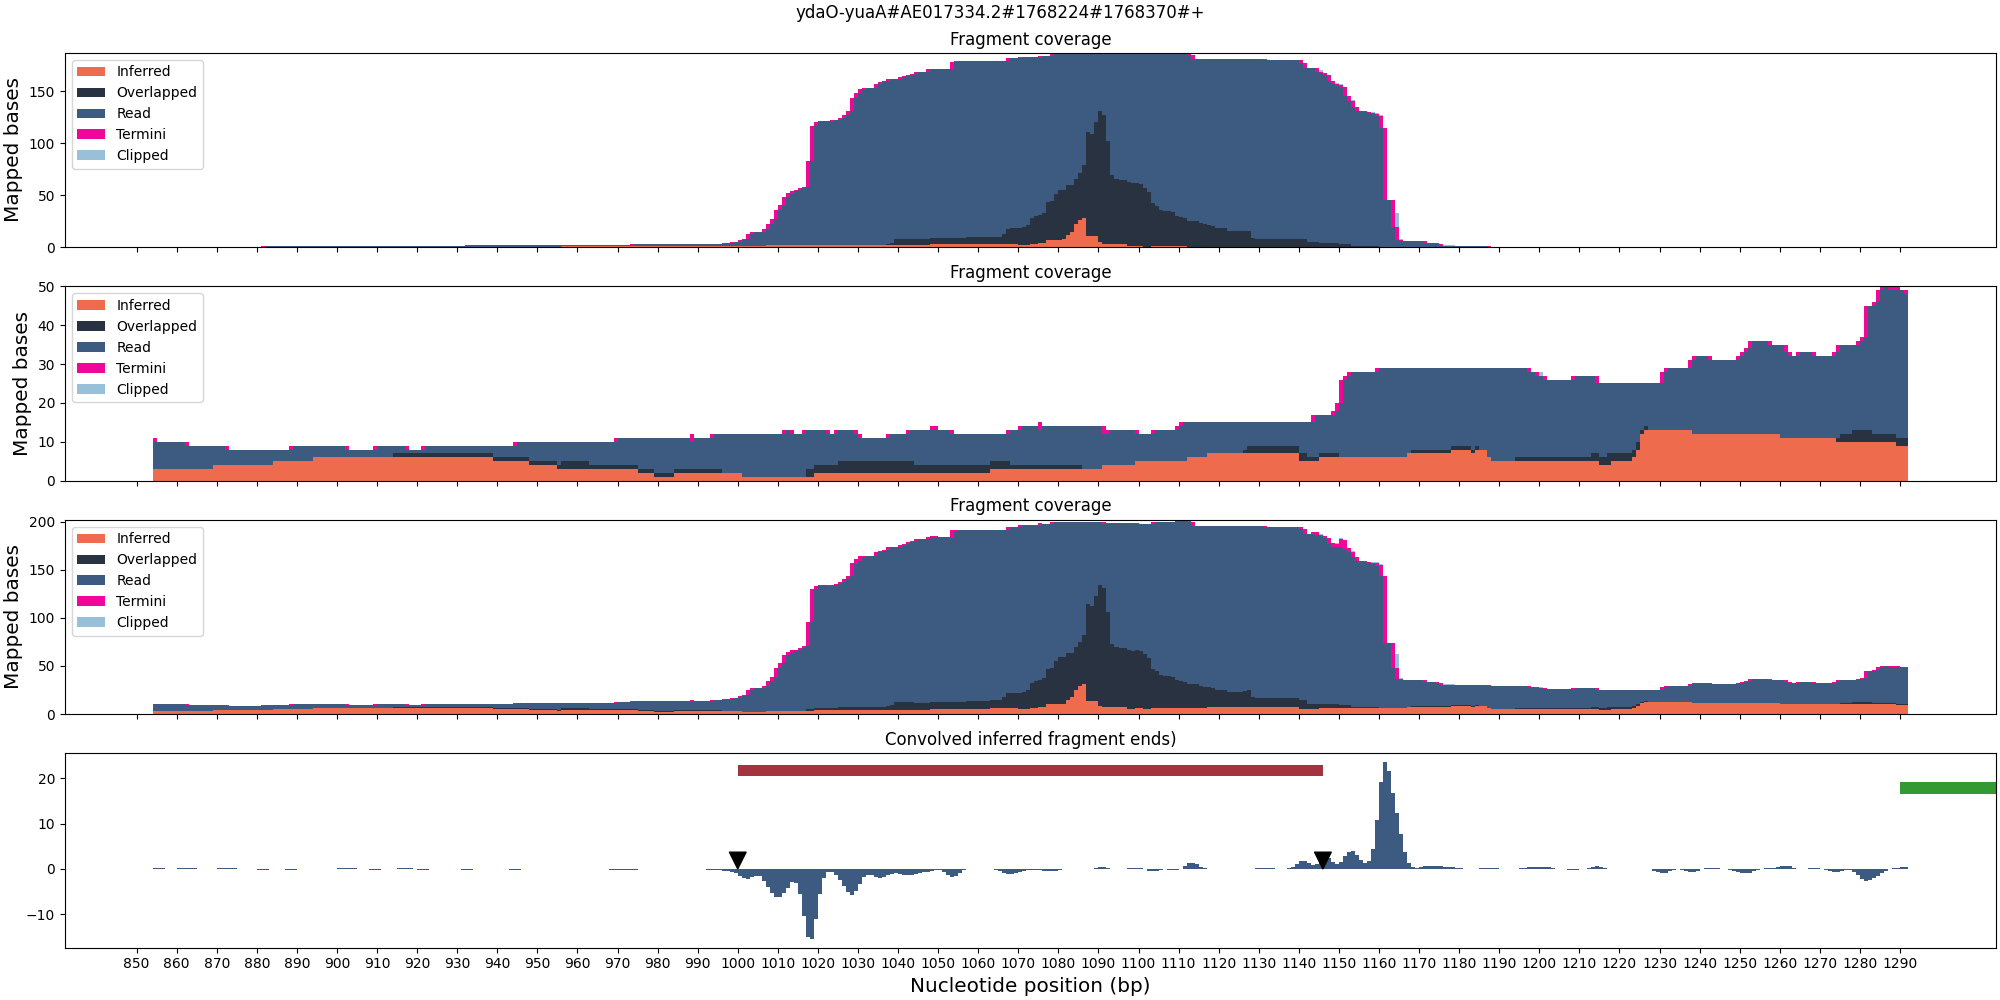 ydaO-yuaA#AE017334.2#1768224#1768370#+
Fragment coverage
Mapped bases
150
100
50
0
Inferred
Overlapped
Read
Termini
Clipped
Fragment coverage
Mapped bases
50
40
30
20
10
0
Inferred
Overlapped
Read
Termini
Clipped
Fragment coverage
Mapped bases
200
150
100
50
0
Inferred
Overlapped
Read
Termini
Clipped
Convolved inferred fragment ends)
20
10
0
−10
850 860 870 880 890 900 910 920 930 940 950 960 970 980 990 1000 1010 1020 1030 1040 1050 1060 1070 1080 1090 1100 1110 1120 1130 1140 1150 1160 1170 1180 1190 1200 1210 1220 1230 1240 1250 1260 1270 1280 1290
Nucleotide position (bp)